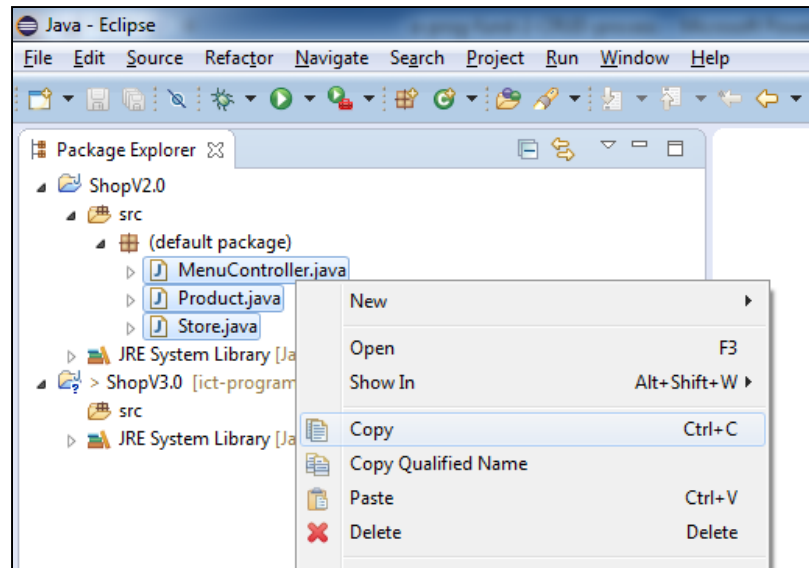 Java - Eclipse
File Edit Source Refactor Navigate Search Project Run Window Help
Package Explorer
ShopV2.0
src
(default package)
MenuController.java
Product.java
Store.java
JRE System Library [Ja
> ShopV3.0 [ict-program
src
JRE System Library [Ja
New
Open F3
Show In Alt+Shift+W
Copy Ctrl+C
Copy Qualified Name
Paste Ctrl+V
Delete Delete